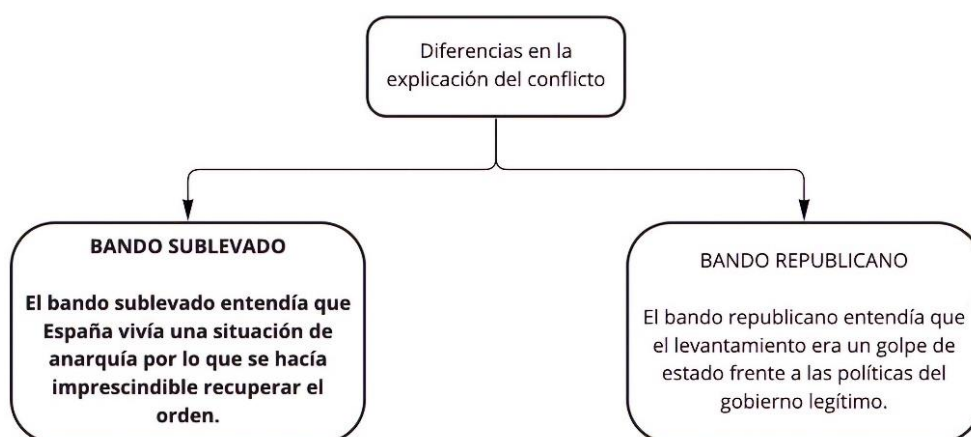 Diferencias en la
explicación del conflicto
BANDO SUBLEVADO
El bando sublevado entendía que
España vivía una situación de
anarquía por lo que se hacía
imprescindible recuperar el
orden.
BANDO REPUBLICANO
El bando republicano entendía que
el levantamiento era un golpe de
estado frente a las políticas del
gobierno legítimo.